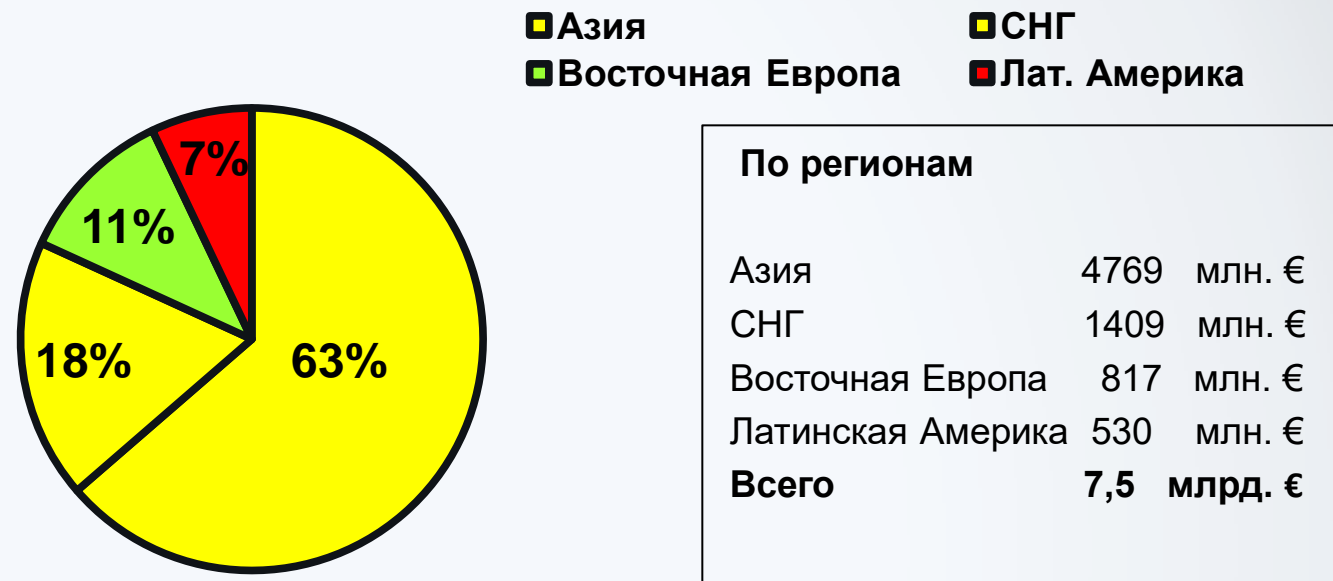 Азия СНГ
Восточная Европа Лат. Америка
7%
11%
18%
63%
По регионам
Азия 4769 млн. €
СНГ 1409 млн. €
Восточная Европа 817 млн. €
Латинская Америка 530 млн. €
Всего 7,5 млрд. €